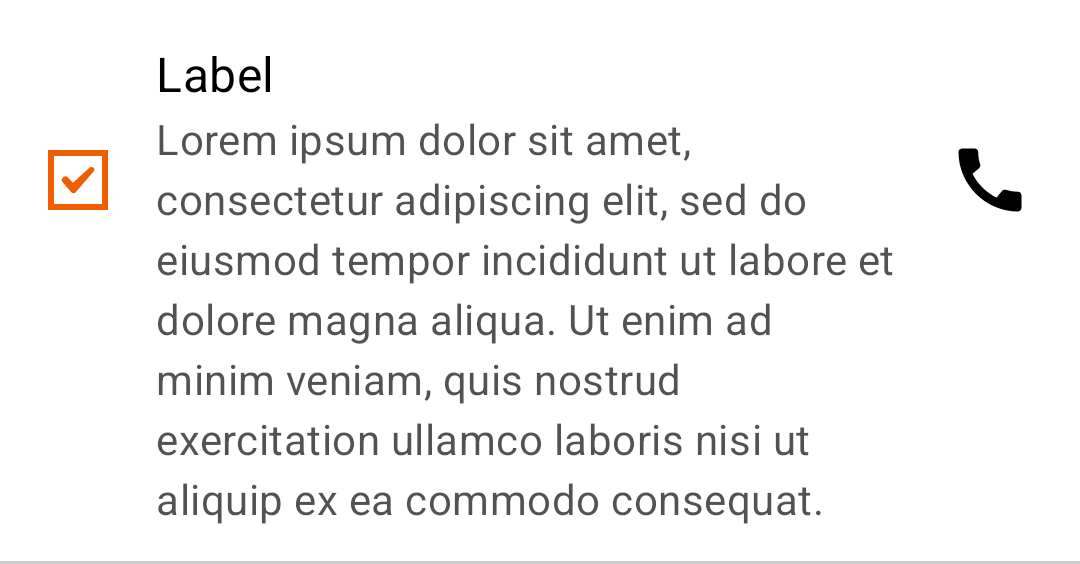 Label
Lorem ipsum dolor sit amet,
consectetur adipiscing elit, sed do
eiusmod tempor incididunt ut labore et
dolore magna aliqua. Ut enim ad
minim veniam, quis nostrud
exercitation ullamco laboris nisi ut
aliquip ex ea commodo consequat.